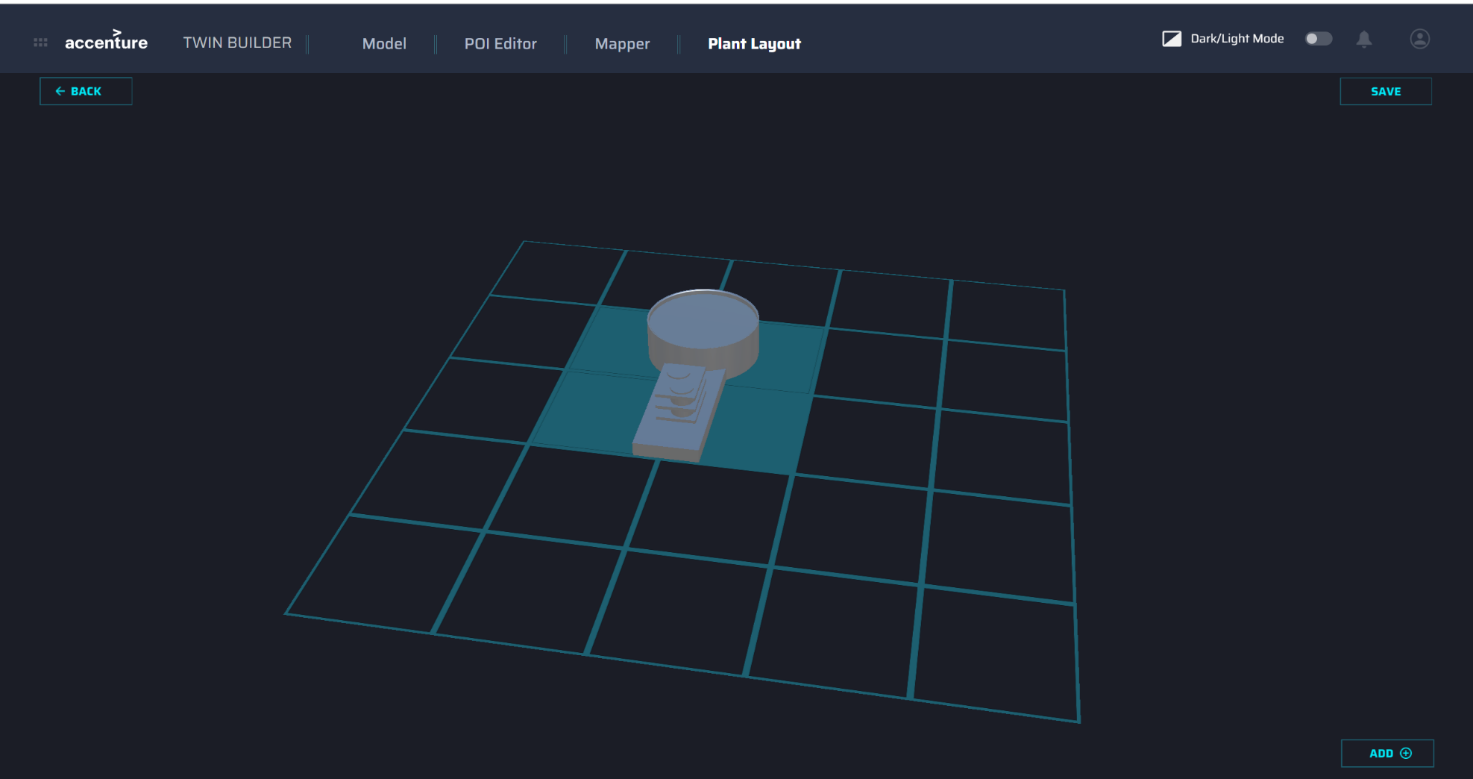 accenture
TWIN BUILDER
Model
POI Editor
Mapper
Plant Layout
Dark/Light Mode
← BACK
SAVE
ADD ⊕